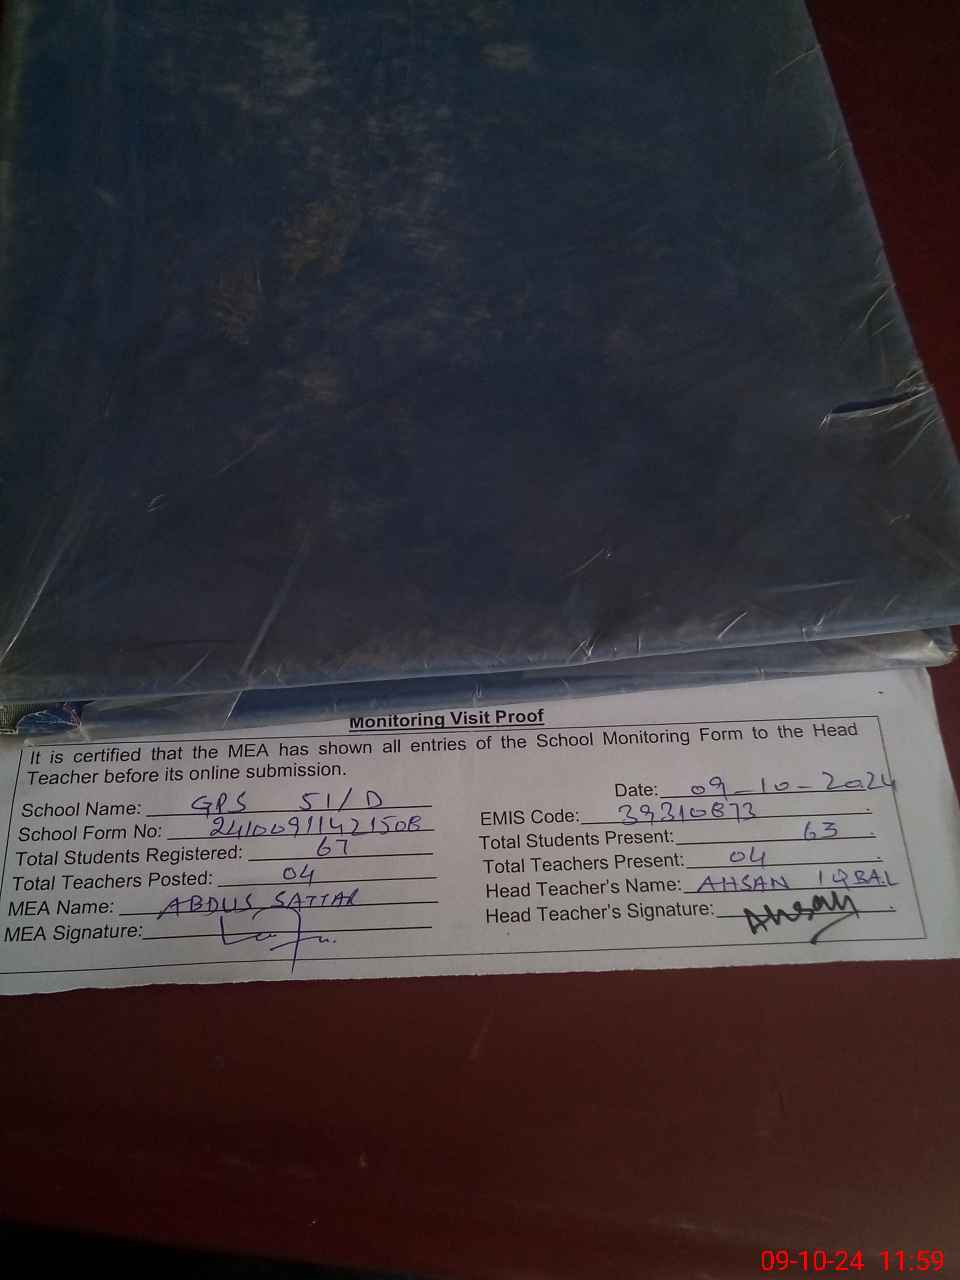 Monitoring Visit Proof
It is certified that the MEA has shown all entries of the School Monitoring Form to the Head
Teacher before its online submission.
Date: 09-10-2024
School Name: GPS 51/D
EMIS Code: 39310873
School Form No: 24100911421508
Total Students Present: 63
Total Students Registered: 67
Total Teachers Present: 04
Total Teachers Posted: 04
Head Teacher's Name: AHSAN IQBAL
MEA Name: ABDUS SATTAR
Head Teacher's Signature: Ahsan
MEA Signature:
09-10-24 11:59